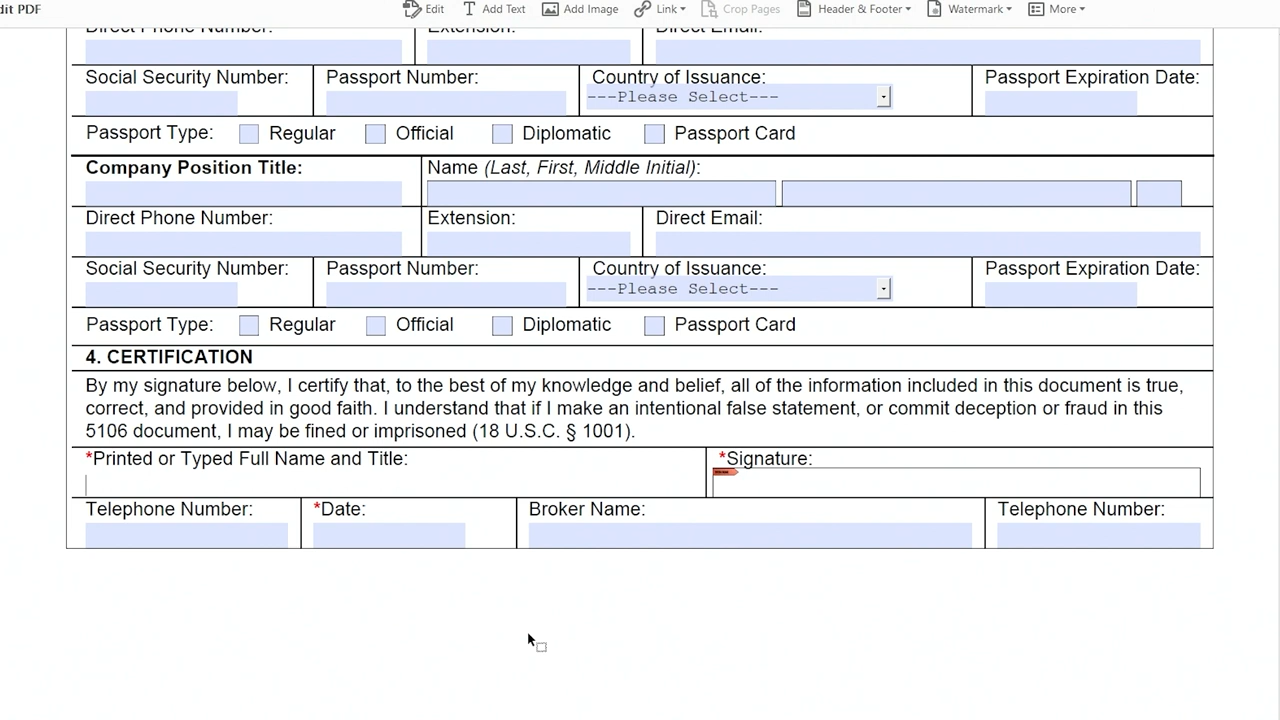 dit PDF
Edit Add Text Add Image Link Crop Pages Header & Footer Watermark More
Direct Phone Number: Extension: Direct Email:
Social Security Number: Passport Number: Country of Issuance: Passport Expiration Date:
---Please Select---
Passport Type: Regular Official Diplomatic Passport Card
Company Position Title: Name (Last, First, Middle Initial):
Direct Phone Number: Extension: Direct Email:
Social Security Number: Passport Number: Country of Issuance: Passport Expiration Date:
---Please Select---
Passport Type: Regular Official Diplomatic Passport Card
4. CERTIFICATION
By my signature below, I certify that, to the best of my knowledge and belief, all of the information included in this document is true,
correct, and provided in good faith. I understand that if I make an intentional false statement, or commit deception or fraud in this
5106 document, I may be fined or imprisoned (18 U.S.C. § 1001).
*Printed or Typed Full Name and Title: *Signature:
Telephone Number: *Date: Broker Name: Telephone Number: